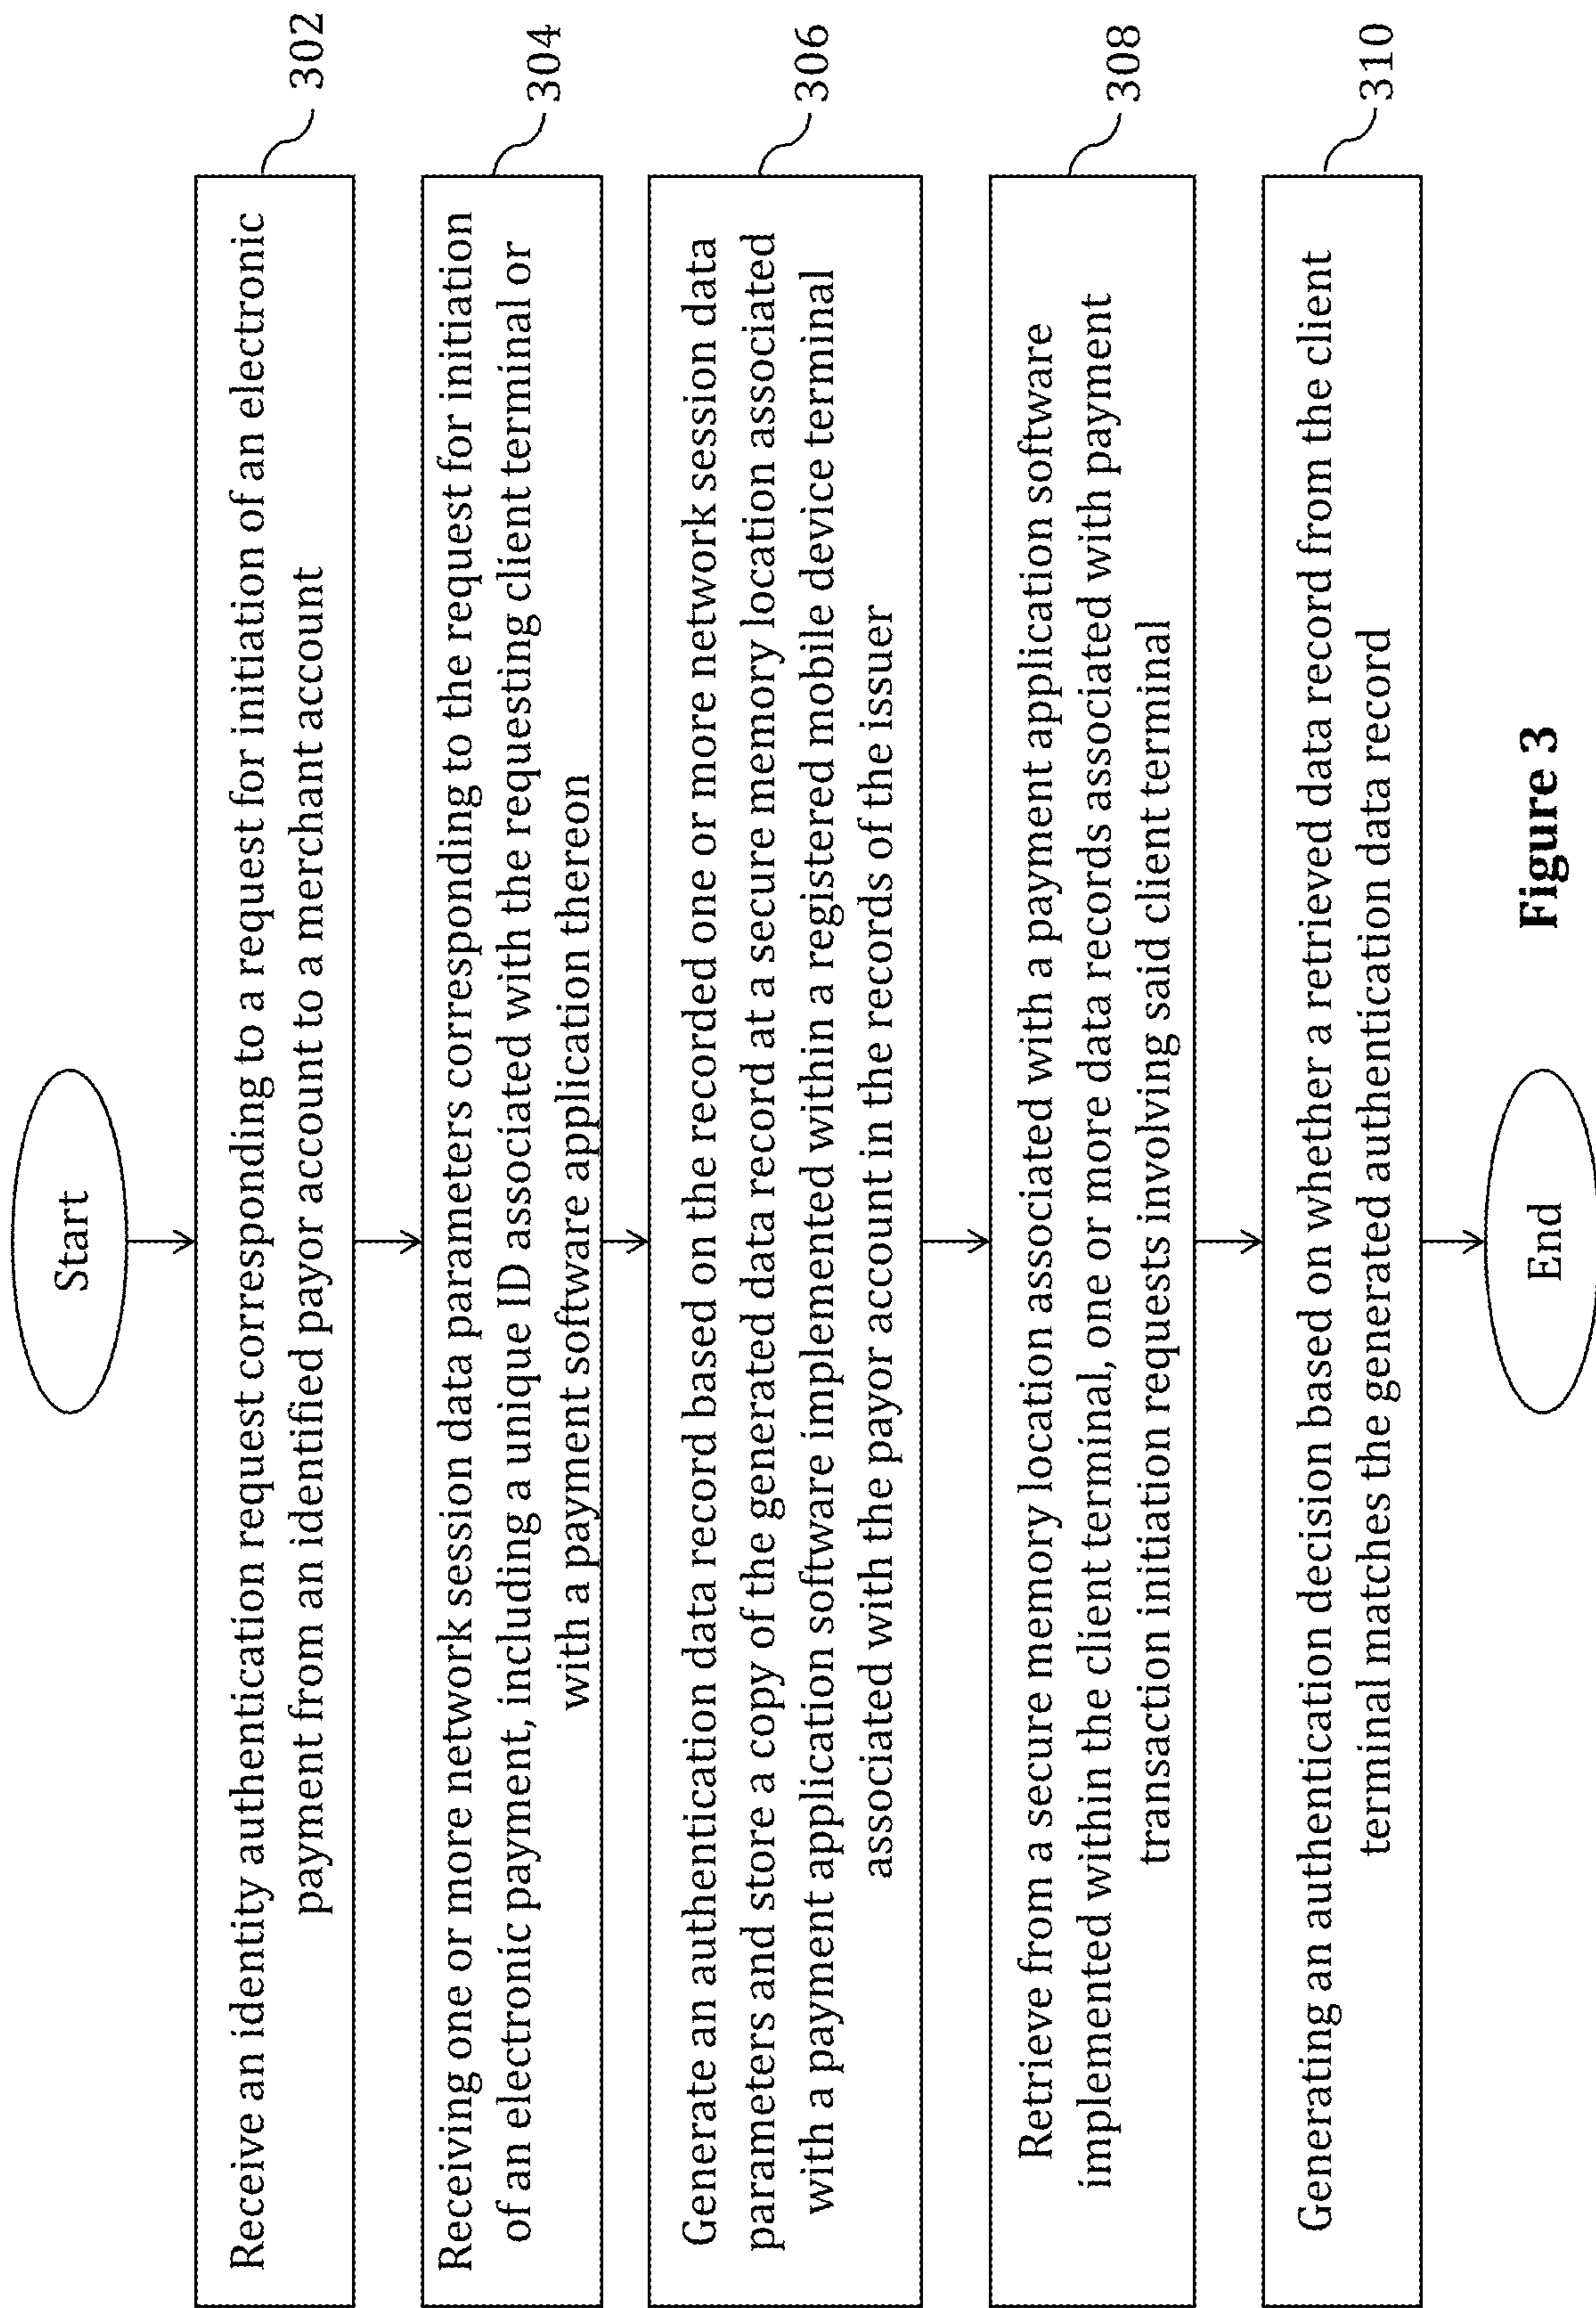 Start
Receive an identity authentication request corresponding to a request for initiation of an electronic
payment from an identified payor account to a merchant account
302
Receiving one or more network session data parameters corresponding to the request for initiation
of an electronic payment, including a unique ID associated with the requesting client terminal or
with a payment software application thereon
304
Generate an authentication data record based on the recorded one or more network session data
parameters and store a copy of the generated data record at a secure memory location associated
with a payment application software implemented within a registered mobile device terminal
associated with the payor account in the records of the issuer
306
Retrieve from a secure memory location associated with a payment application software
implemented within the client terminal, one or more data records associated with payment
transaction initiation requests involving said client terminal
308
Generating an authentication decision based on whether a retrieved data record from the client
terminal matches the generated authentication data record
310
End
Figure 3